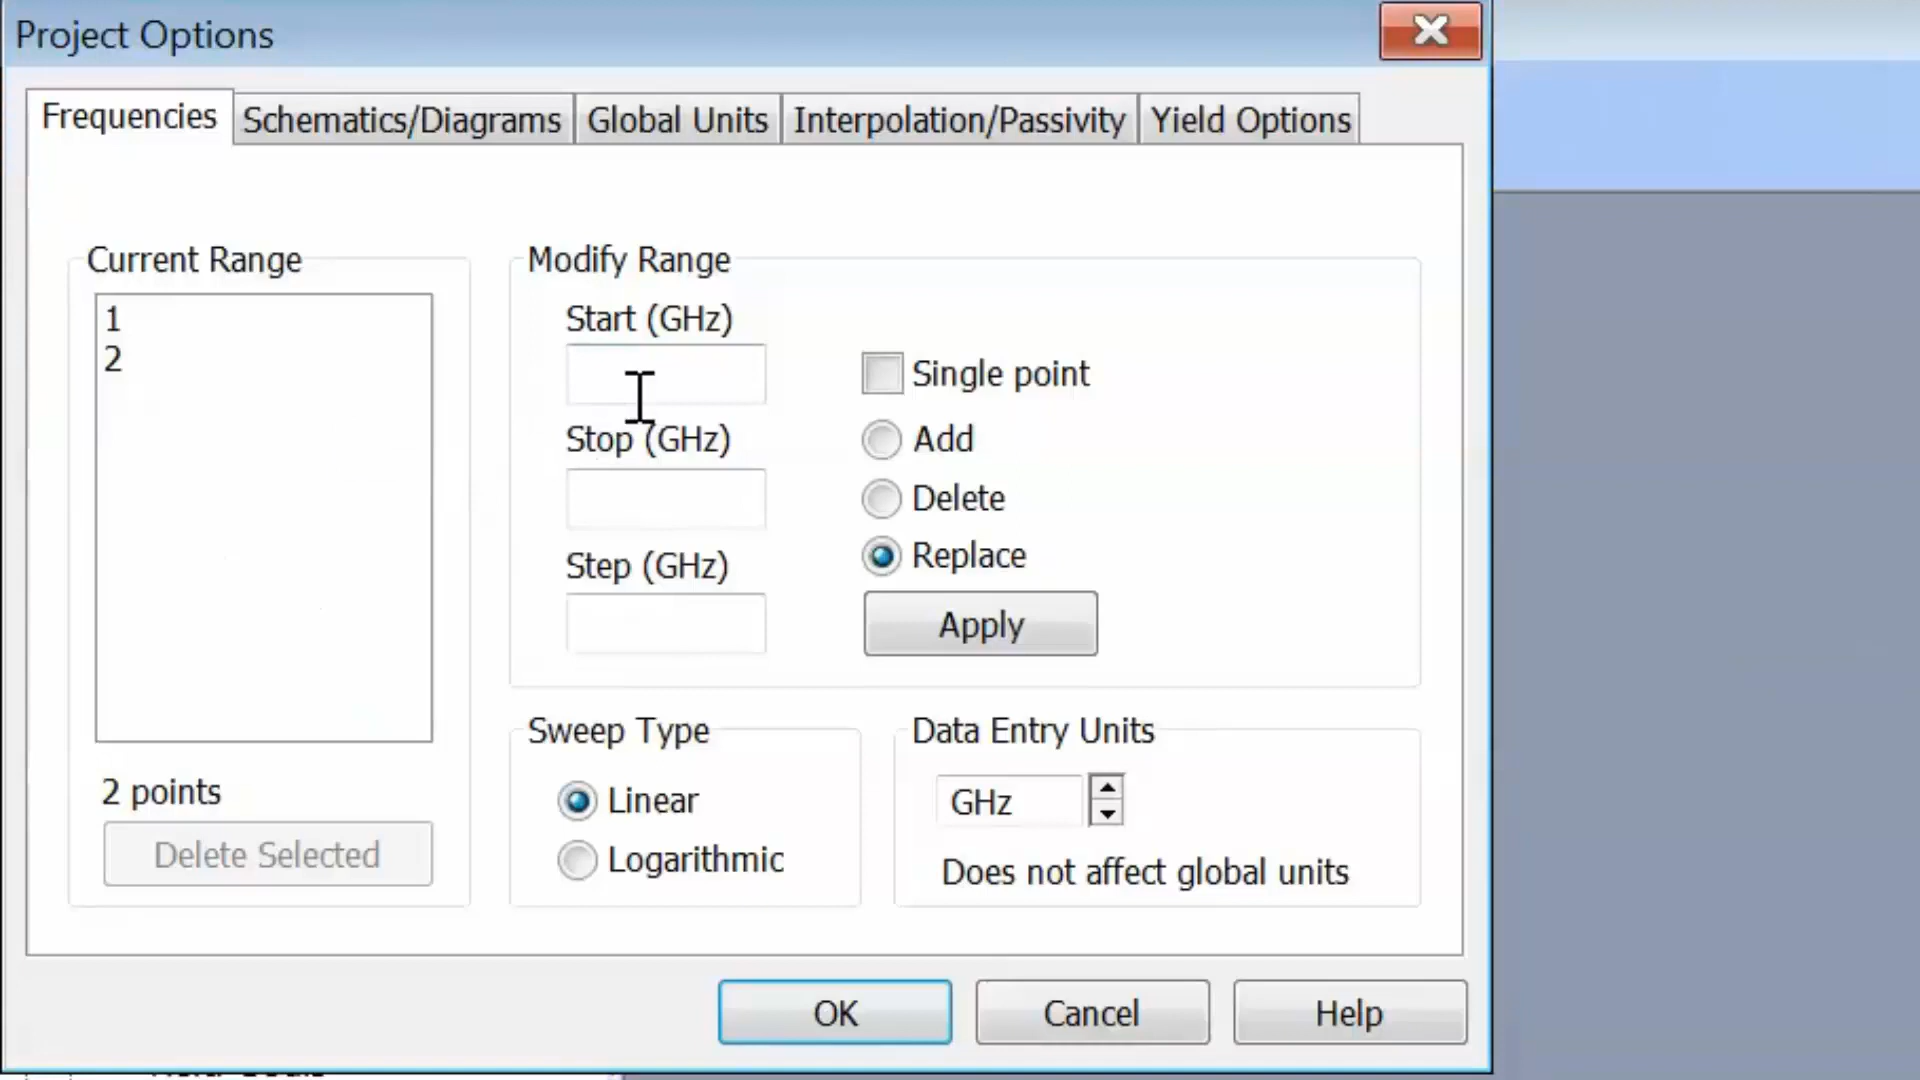 Project Options
Frequencies Schematics/Diagrams Global Units Interpolation/Passivity Yield Options
Current Range
1
2
2 points
Delete Selected
Modify Range
Start (GHz)
Stop (GHz)
Step (GHz)
Single point
Add
Delete
Replace
Apply
Sweep Type
Linear
Logarithmic
Data Entry Units
GHz
Does not affect global units
OK Cancel Help